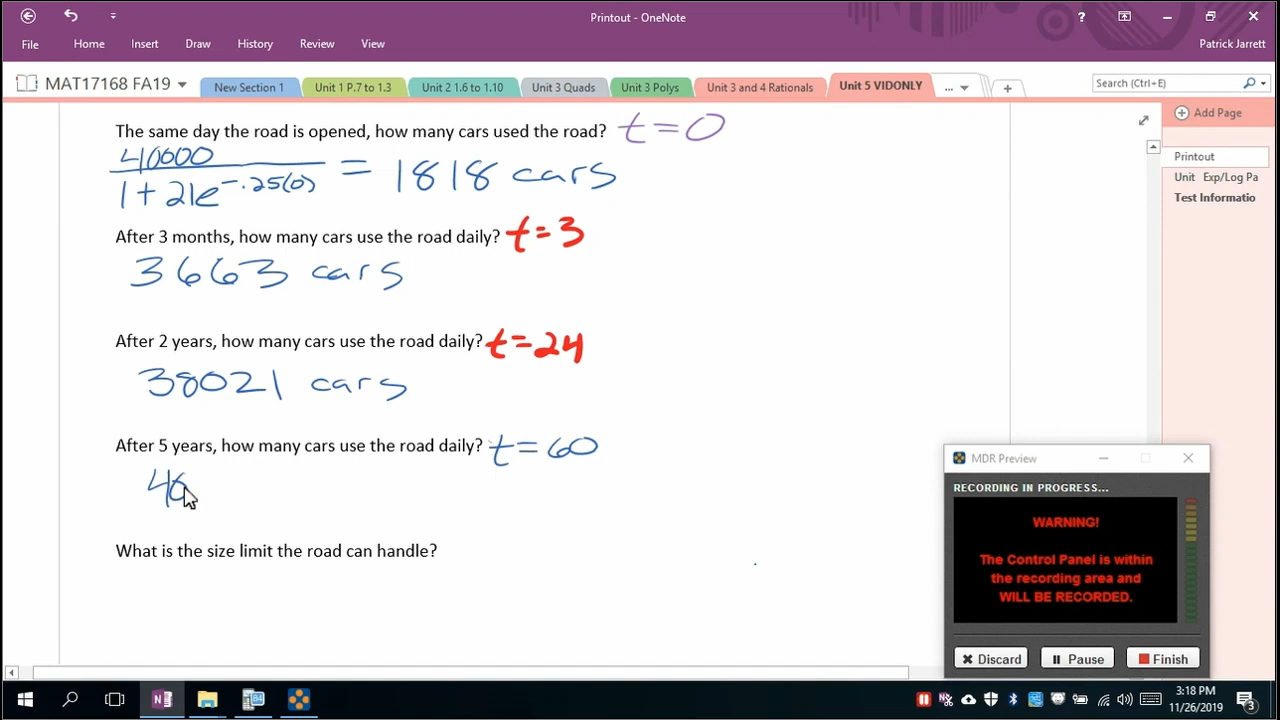 Printout - OneNote
File Home Insert Draw History Review View Patrick Jarrett
MAT17168 FA19 New Section 1 Unit 1 P.7 to 1.3 Unit 2 1.6 to 1.10 Unit 3 Quads Unit 3 Polys Unit 3 and 4 Rationals Unit 5 VIDONLY ... Search (Ctrl+E)
Add Page
Printout
Unit Exp/Log Pa
Test Informatio
The same day the road is opened, how many cars used the road? t=0
40000
1+21e^-.25(0) = 1818 cars
After 3 months, how many cars use the road daily? t=3
3663 cars
After 2 years, how many cars use the road daily? t=24
38021 cars
After 5 years, how many cars use the road daily? t=60
40
What is the size limit the road can handle?
MDR Preview
RECORDING IN PROGRESS...
WARNING!
The Control Panel is within
the recording area and
WILL BE RECORDED.
Discard Pause Finish
3:18 PM
11/26/2019
3